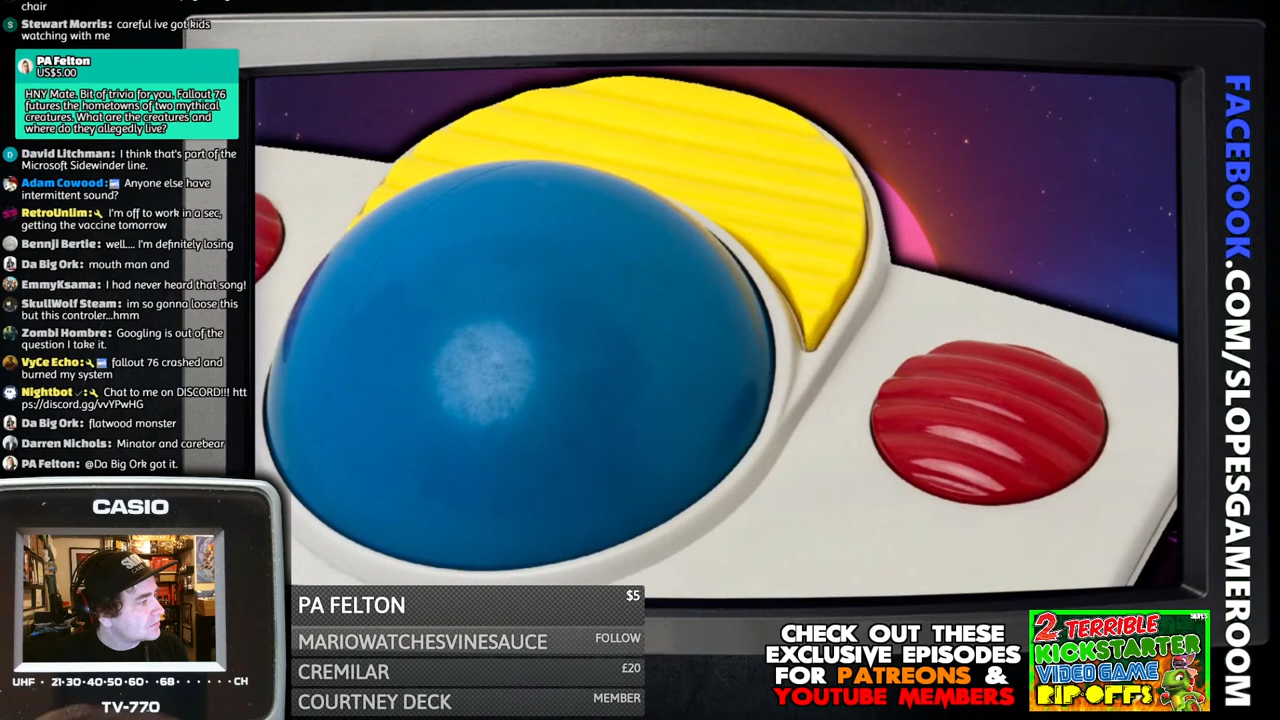 chair
Stewart Morris: careful ive got kids
watching with me
PA Felton
US$5.00
HNY Mate. Bit of trivia for you. Fallout 76
futures the hometowns of two mythical
creatures. What are the creatures and
where do they allegedly live?
David Litchman: I think that's part of the
Microsoft Sidewinder line.
Adam Cowood: Anyone else have
intermittent sound?
RetroUnlim: I'm off to work in a sec,
getting the vaccine tomorrow
Bennji Bertie: well.... I'm definitely losing
Da Big Ork: mouth man and
EmmyKsama: I had never heard that song!
SkullWolf Steam: im so gonna loose this
but this controler...hmm
Zombi Hombre: Googling is out of the
question I take it.
VyCe Echo: fallout 76 crashed and
burned my system
Nightbot: Chat to me on DISCORD!!! htt
ps://discord.gg/vvYPwHG
Da Big Ork: flatwood monster
Darren Nichols: Minator and carebear
PA Felton: @Da Big Ork got it.
CASIO
UHF · 21·30·40·50·60 · ·68 · · · · · · CH
TV-770
PA FELTON $5
MARIOWATCHESVINESAUCE FOLLOW
CREMILAR £20
COURTNEY DECK MEMBER
CHECK OUT THESE
EXCLUSIVE EPISODES
FOR PATREONS &
YOUTUBE MEMBERS
2 TERRIBLE
KICKSTARTER
VIDEO GAME
RIP-OFFS
FACEBOOK.COM/SLOPESGAMEROOM